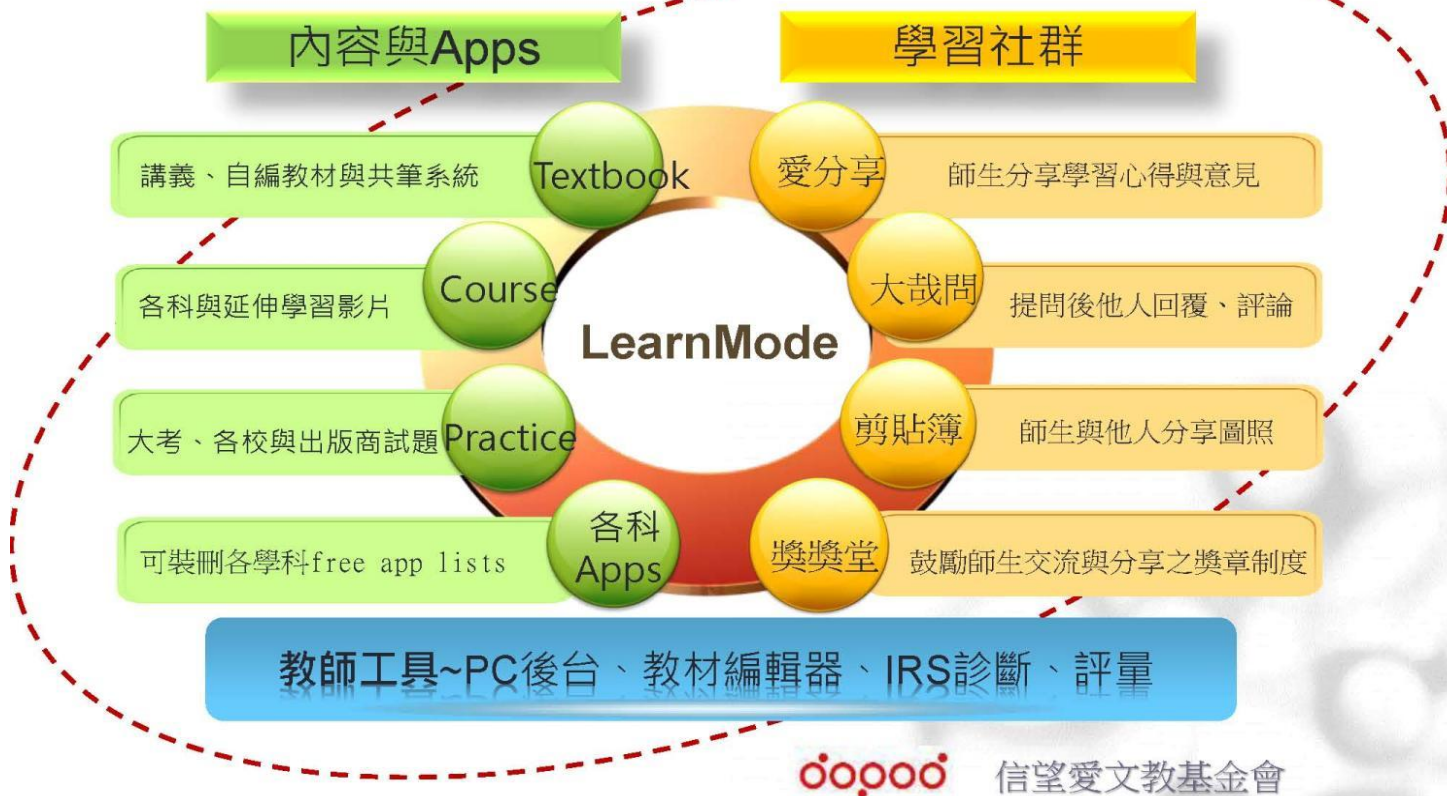 內容與Apps
學習社群
講義、自編教材與共筆系統
Textbook
愛分享
師生分享學習心得與意見
各科與延伸學習影片
Course
大哉問
提問後他人回覆、評論
LearnMode
大考、各校與出版商試題
Practice
剪貼簿
師生與他人分享圖照
可裝刪各學科free app lists
各科
Apps
獎獎堂
鼓勵師生交流與分享之獎章制度
教師工具~PC後台、教材編輯器、IRS診斷、評量
dopod 信望愛文教基金會